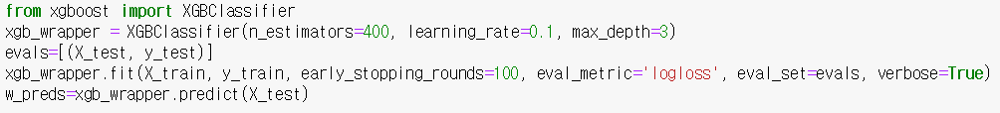 from xgboost import XGBClassifier
xgb_wrapper = XGBClassifier(n_estimators=400, learning_rate=0.1, max_depth=3)
evals=[(X_test, y_test)]
xgb_wrapper.fit(X_train, y_train, early_stopping_rounds=100, eval_metric='logloss', eval_set=evals, verbose=True)
w_preds=xgb_wrapper.predict(X_test)